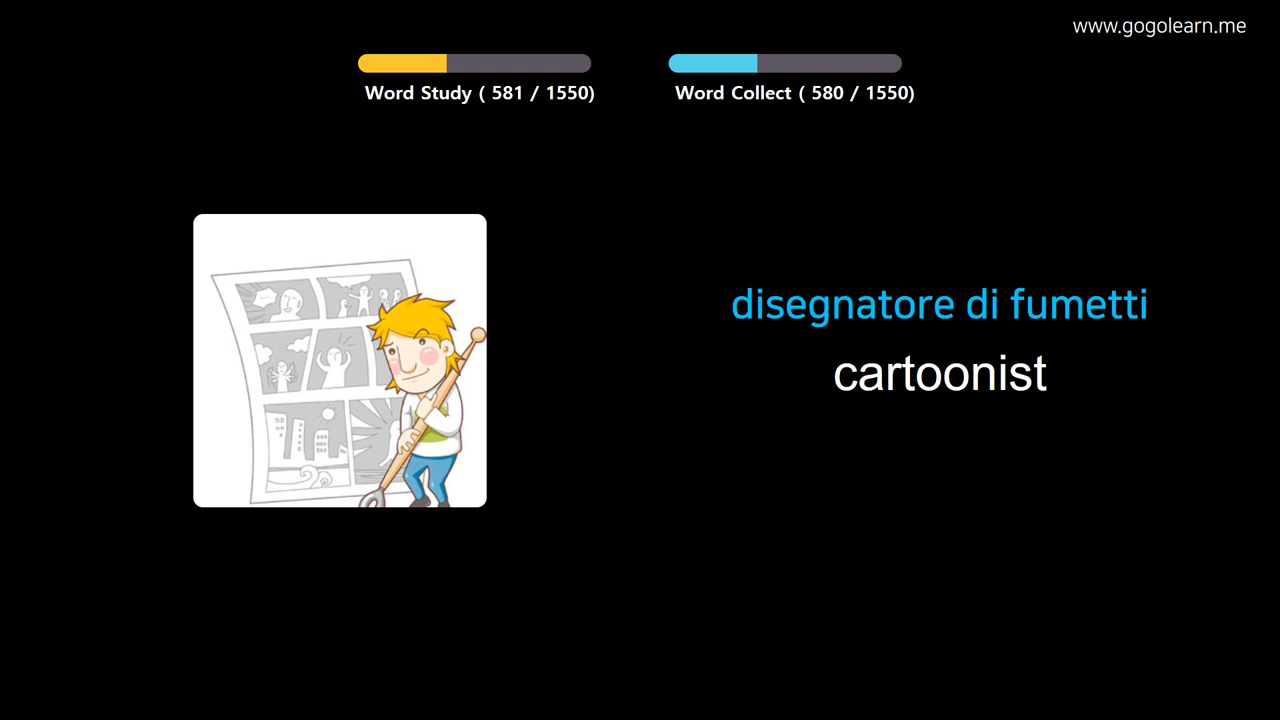 www.gogolearn.me
Word Study ( 581 / 1550)
Word Collect ( 580 / 1550)
disegnatore di fumetti
cartoonist